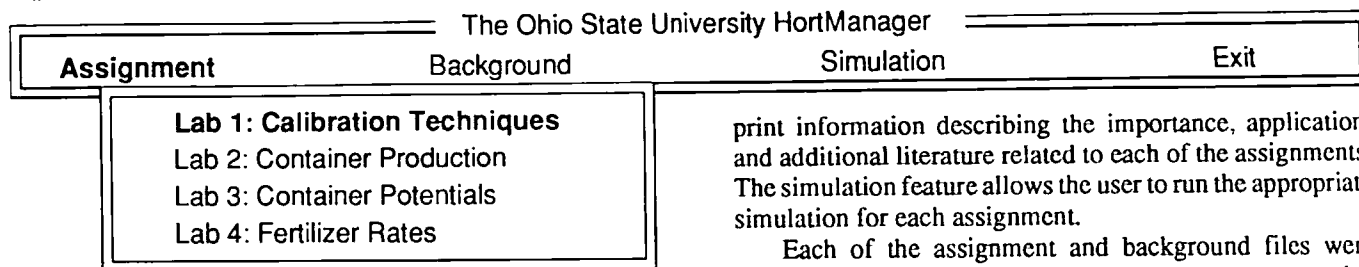 The Ohio State University HortManager
Assignment Background Simulation Exit
Lab 1: Calibration Techniques
Lab 2: Container Production
Lab 3: Container Potentials
Lab 4: Fertilizer Rates
print information describing the importance, application
and additional literature related to each of the assignments
The simulation feature allows the user to run the appropriat
simulation for each assignment.
Each of the assignment and background files wer